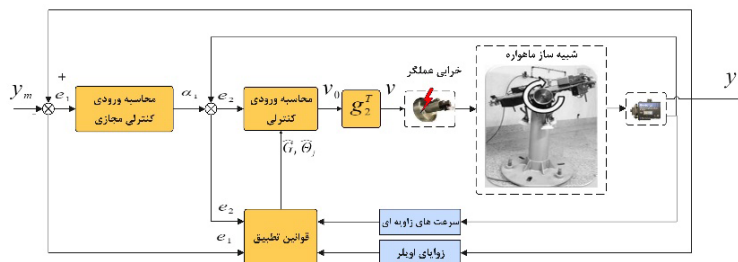 شبیه ساز ماهواره
خرابی عملگر
y
+
y_m
e_1
محاسبه ورودی
کنترلی مجازی
α_1
e_2
محاسبه ورودی
کنترلی
v_0
g_2^T
v
Ĝ, Θ̂_j
e_2
e_1
قوانین تطبیق
سرعت های زاویه ای
زوایای اویلر